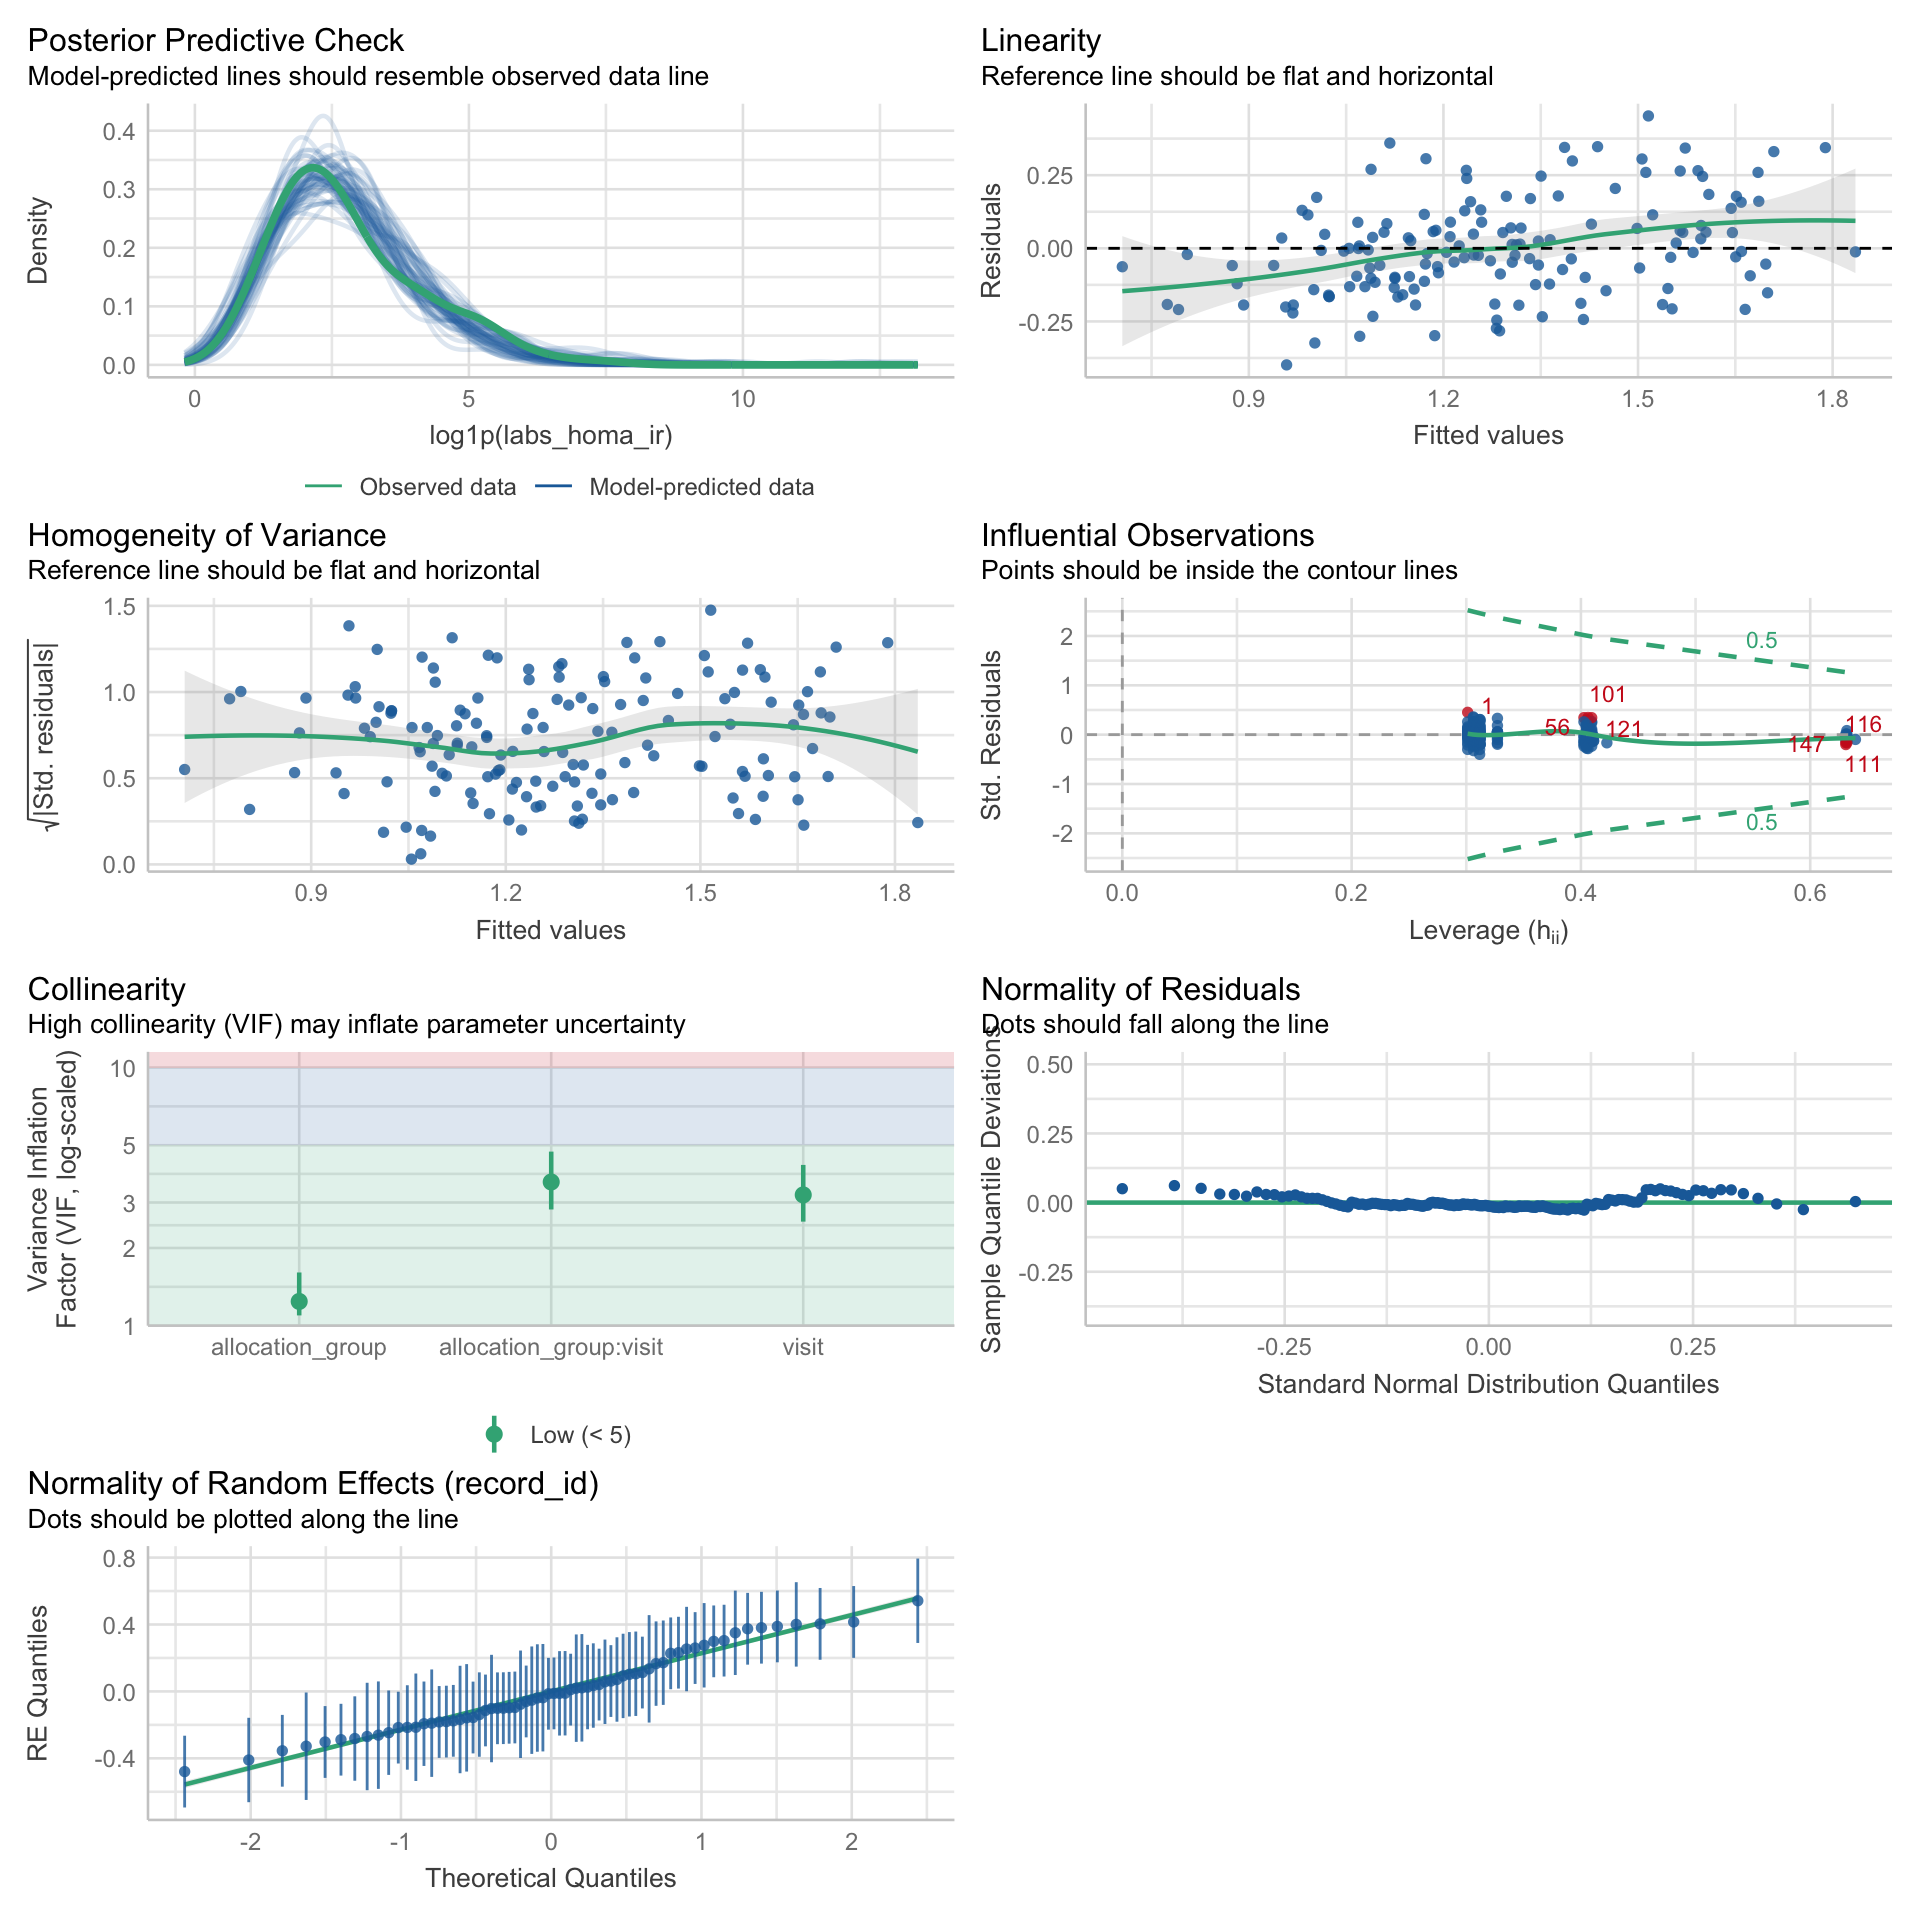 Posterior Predictive Check
Model-predicted lines should resemble observed data line
Density
0.4
0.3
0.2
0.1
0.0
0
5
10
log1p(labs_homa_ir)
Observed data
Model-predicted data
Linearity
Reference line should be flat and horizontal
Residuals
0.25
0.00
-0.25
0.9
1.2
1.5
1.8
Fitted values
Homogeneity of Variance
Reference line should be flat and horizontal
√|Std. residuals|
1.5
1.0
0.5
0.0
0.9
1.2
1.5
1.8
Fitted values
Influential Observations
Points should be inside the contour lines
Std. Residuals
2
1
0
-1
-2
0.5
101
1
56
121
116
147
111
0.5
0.0
0.2
0.4
0.6
Leverage (hii)
Collinearity
High collinearity (VIF) may inflate parameter uncertainty
Variance Inflation
Factor (VIF, log-scaled)
10
5
3
2
1
allocation_group
allocation_group:visit
visit
Low (< 5)
Normality of Residuals
Dots should fall along the line
Sample Quantile Deviations
0.50
0.25
0.00
-0.25
-0.25
0.00
0.25
Standard Normal Distribution Quantiles
Normality of Random Effects (record_id)
Dots should be plotted along the line
RE Quantiles
0.8
0.4
0.0
-0.4
-2
-1
0
1
2
Theoretical Quantiles